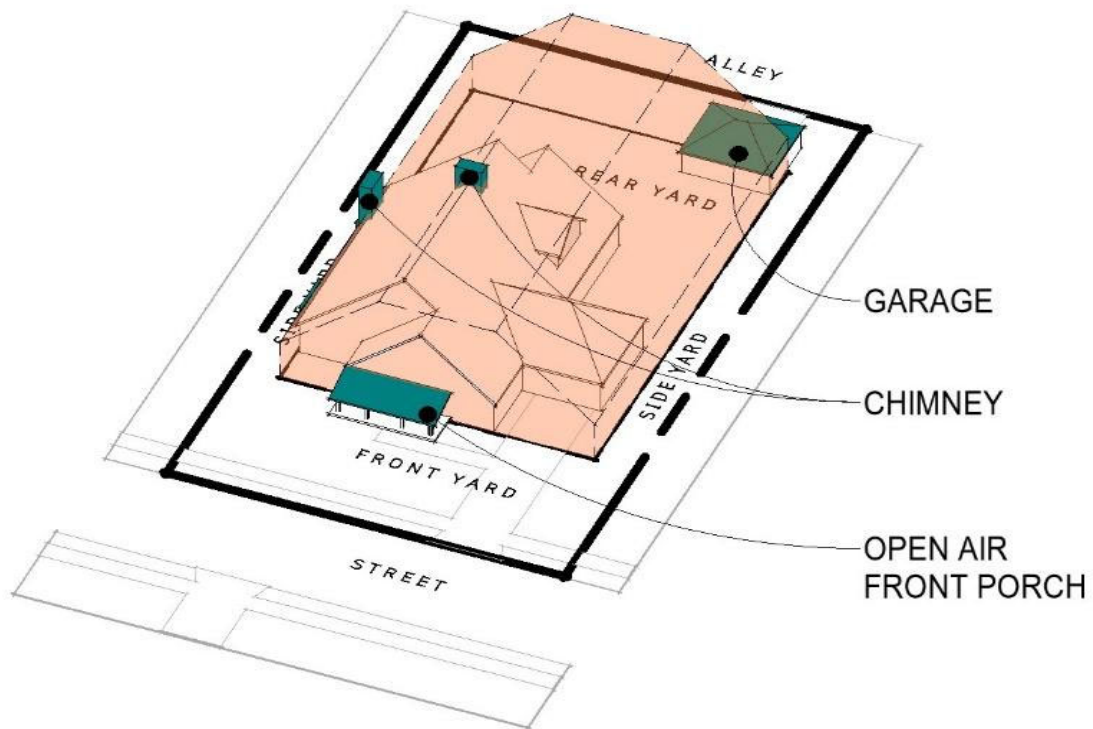 ALLEY
REAR YARD
GARAGE
SIDE YARD
SIDE YARD
CHIMNEY
FRONT YARD
OPEN AIR
FRONT PORCH
STREET